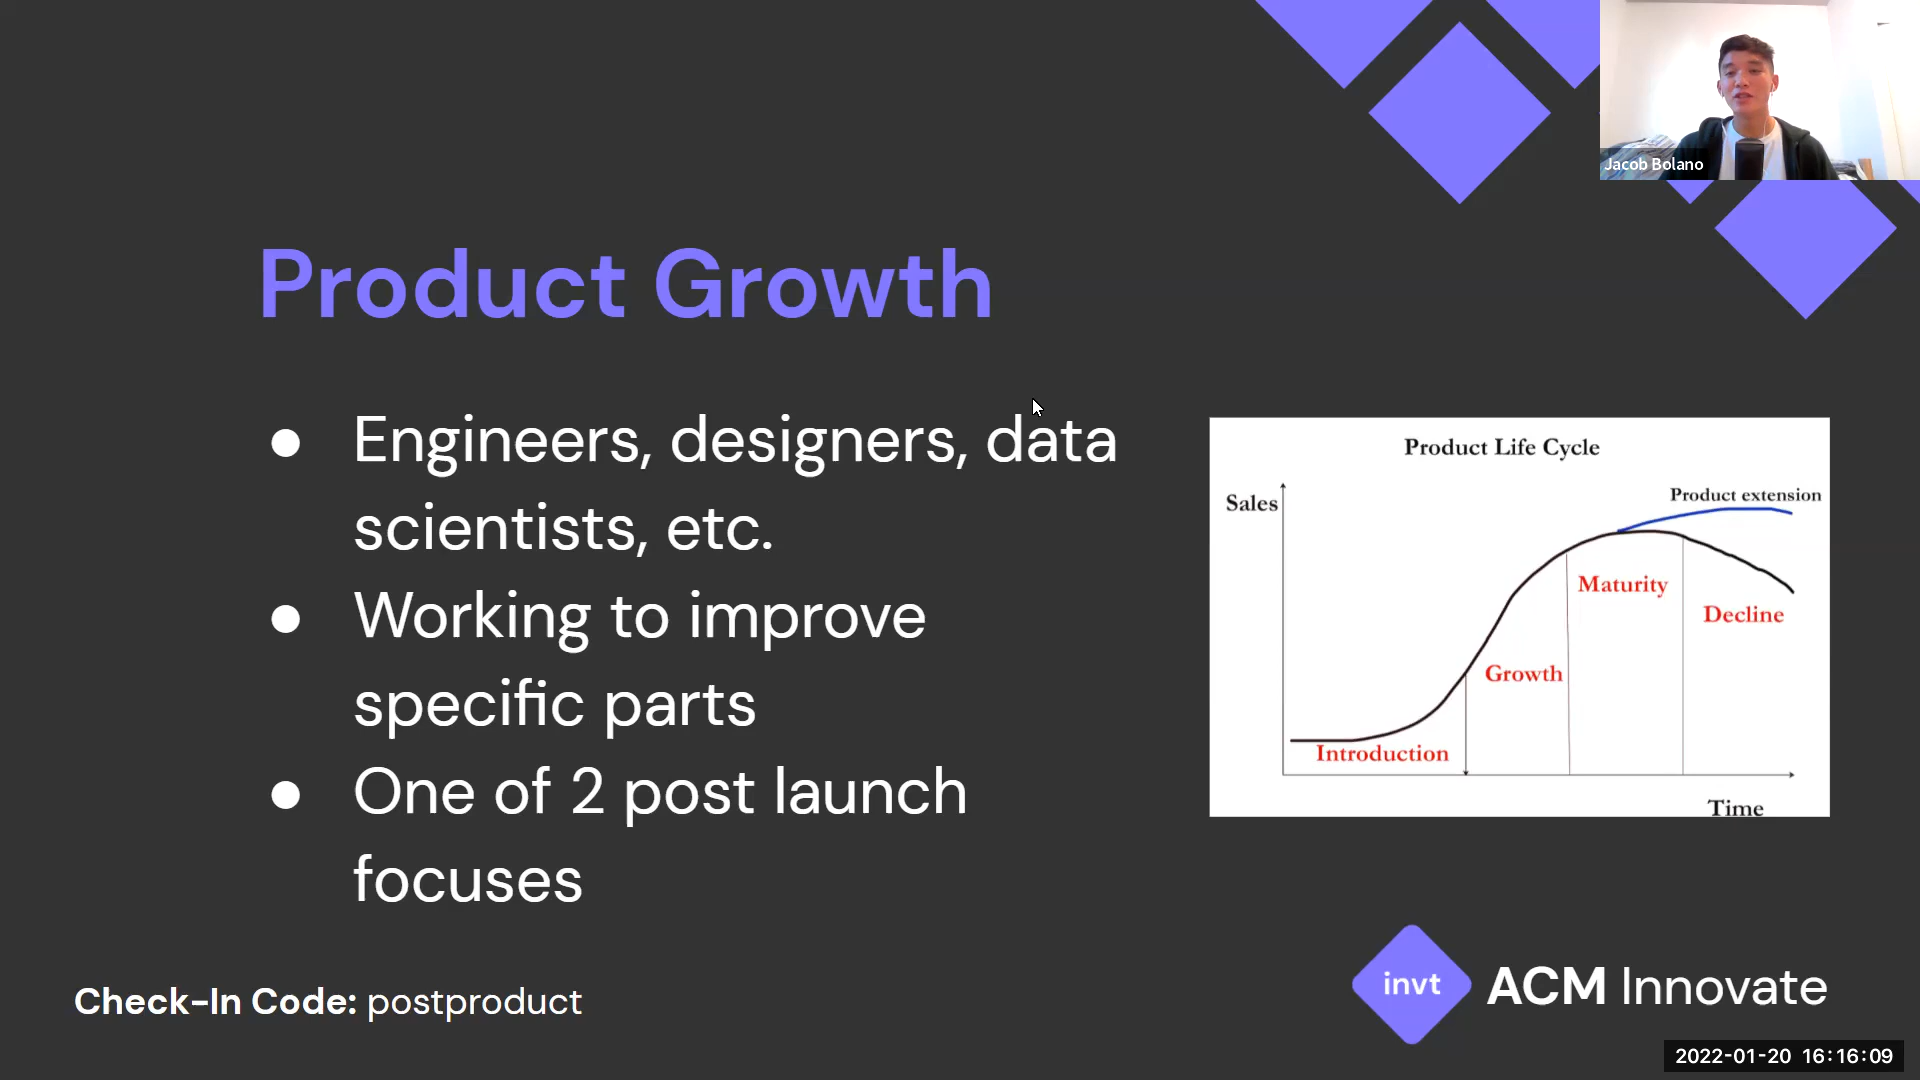 Jacob Bolano
Product Growth
● Engineers, designers, data
scientists, etc.
● Working to improve
specific parts
● One of 2 post launch
focuses
Product Life Cycle
Sales
Product extension
Maturity
Decline
Growth
Introduction
Time
Check-In Code: postproduct
invt ACM Innovate
2022-01-20 16:16:09